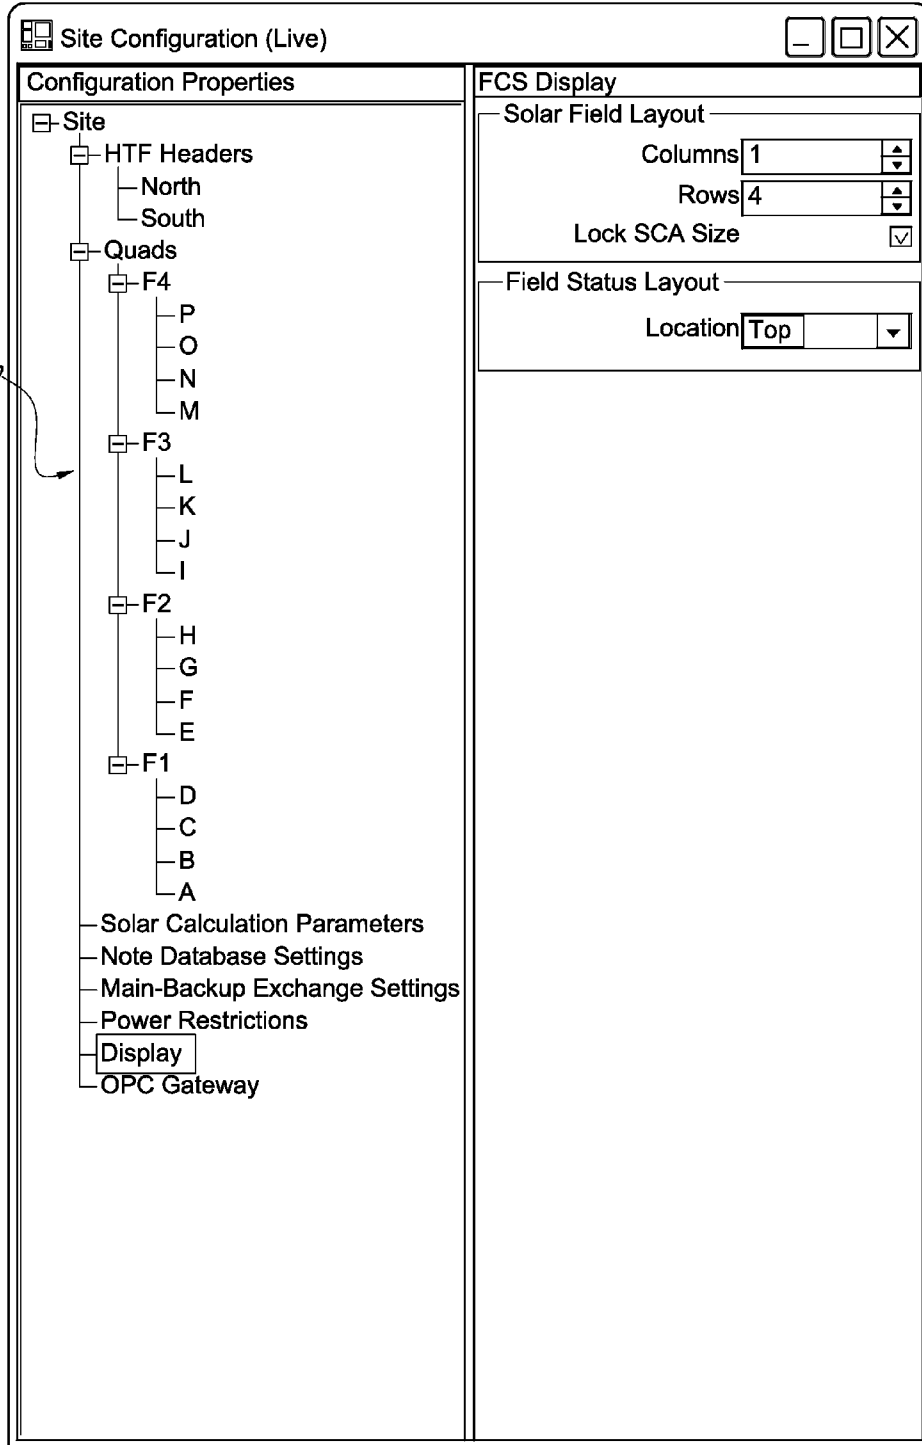 Site Configuration (Live)
Configuration Properties
Site
HTF Headers
North
South
Quads
F4
P
O
N
M
F3
L
K
J
I
F2
H
G
F
E
F1
D
C
B
A
Solar Calculation Parameters
Note Database Settings
Main-Backup Exchange Settings
Power Restrictions
Display
OPC Gateway
FCS Display
Solar Field Layout
Columns 1
Rows 4
Lock SCA Size
Field Status Layout
Location Top